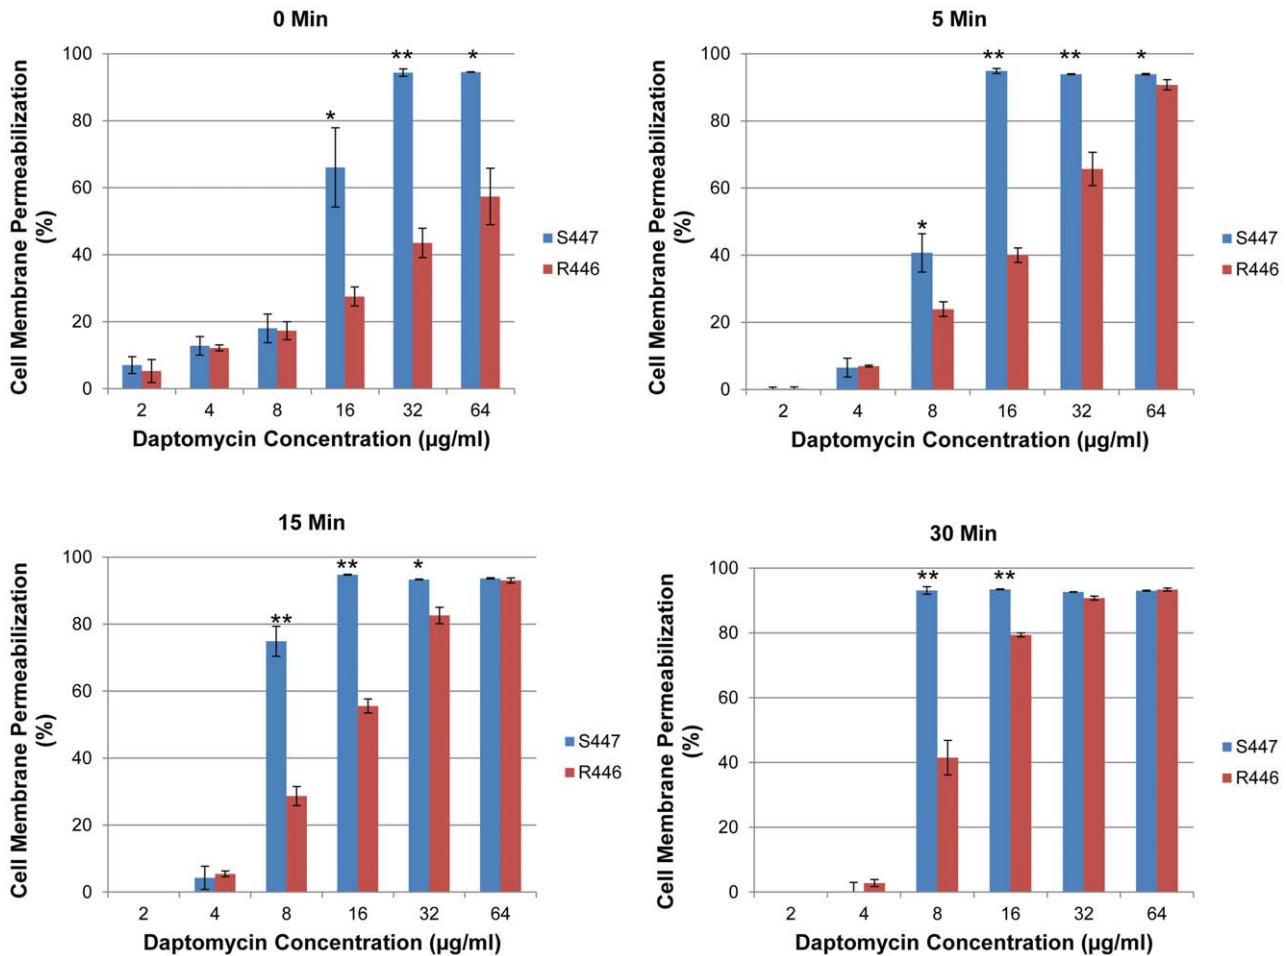 0 Min
100
80
60
40
20
0
Cell Membrane Permeabilization
(%)
** *
*
2 4 8 16 32 64
Daptomycin Concentration (µg/ml)
S447
R446
5 Min
100
80
60
40
20
0
Cell Membrane Permeabilization
(%)
** ** *
*
2 4 8 16 32 64
Daptomycin Concentration (µg/ml)
S447
R446
15 Min
100
80
60
40
20
0
Cell Membrane Permeabilization
(%)
** *
**
2 4 8 16 32 64
Daptomycin Concentration (µg/ml)
S447
R446
30 Min
100
80
60
40
20
0
Cell Membrane Permeabilization
(%)
** **
2 4 8 16 32 64
Daptomycin Concentration (µg/ml)
S447
R446